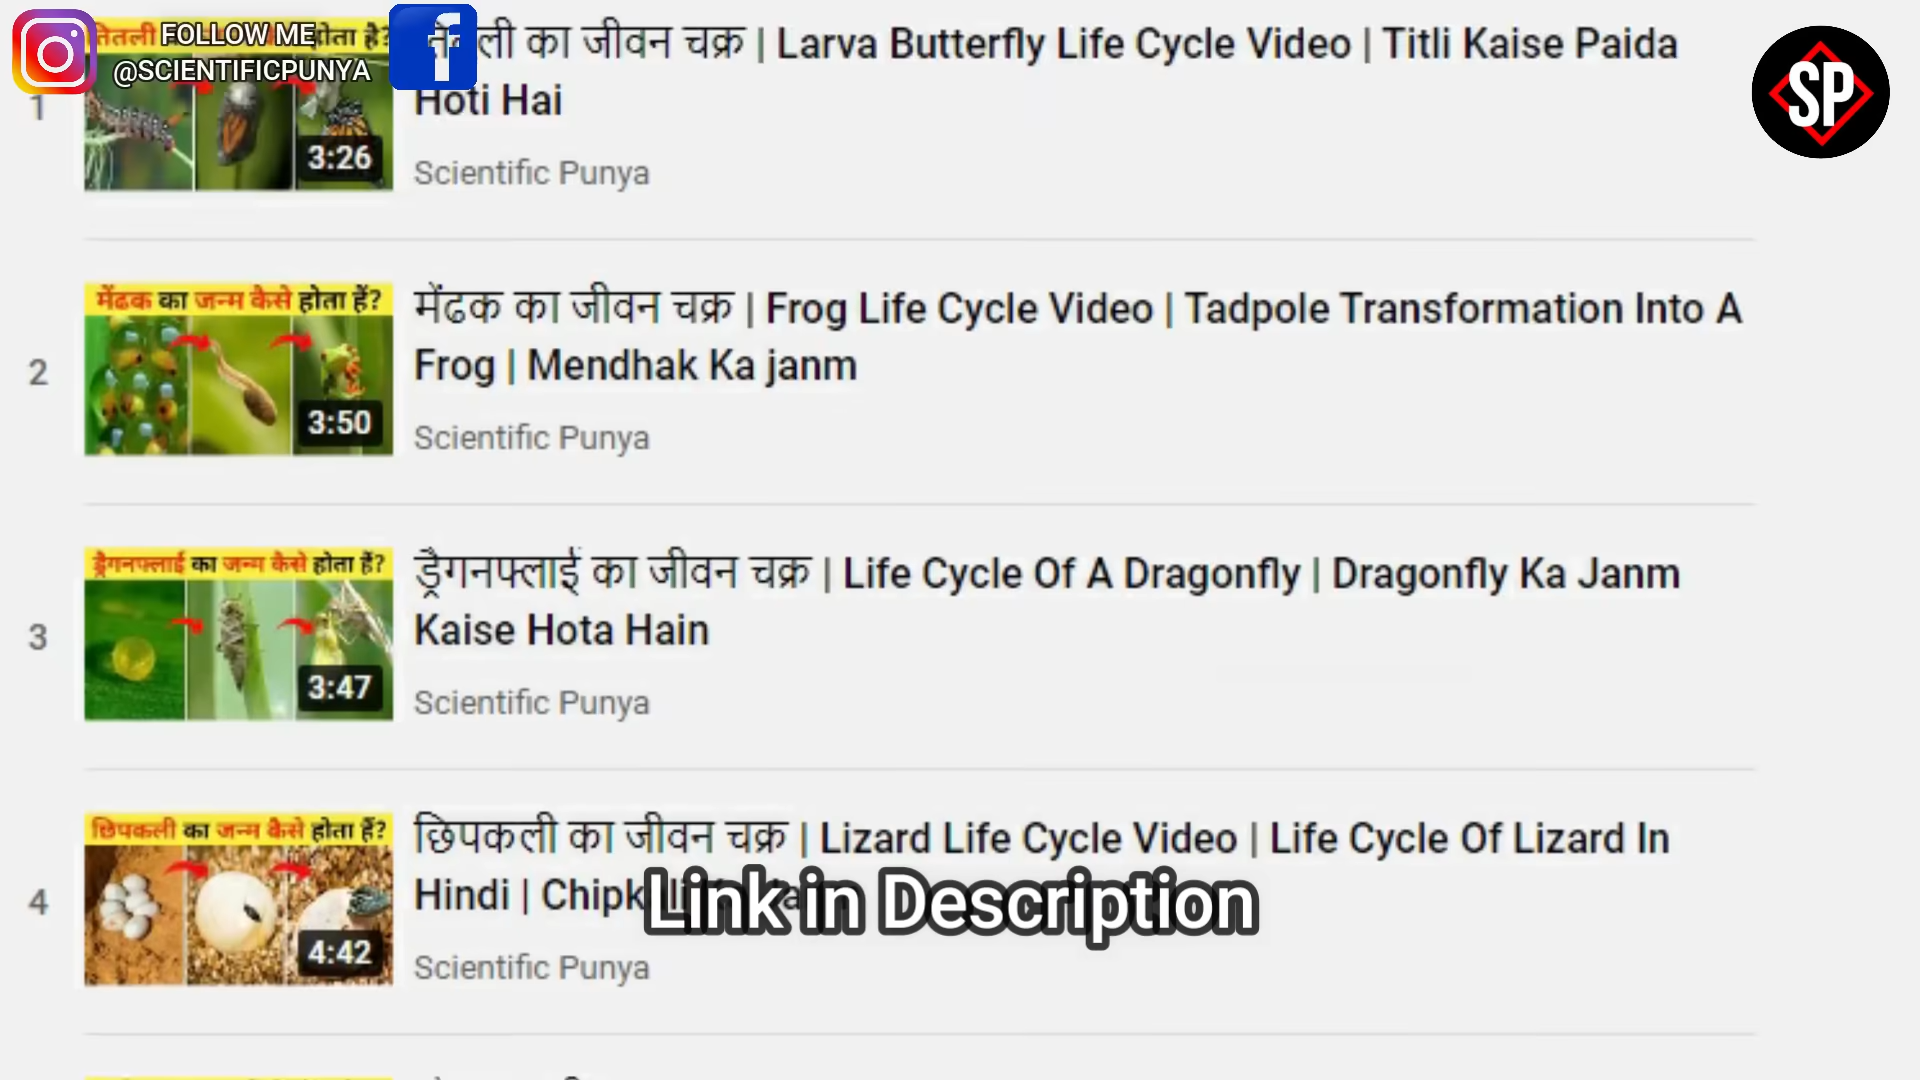 FOLLOW ME
@SCIENTIFICPUNYA
f
SP
तितली
होता है?
1
3:26
ली का जीवन चक्र | Larva Butterfly Life Cycle Video | Titli Kaise Paida
Hoti Hai
Scientific Punya
2
मेंढक का जन्म कैसे होता हैं?
3:50
मेंढक का जीवन चक्र | Frog Life Cycle Video | Tadpole Transformation Into A
Frog | Mendhak Ka janm
Scientific Punya
3
ड्रैगनफ्लाई का जन्म कैसे होता हैं?
3:47
ड्रैगनफ्लाई का जीवन चक्र | Life Cycle Of A Dragonfly | Dragonfly Ka Janm
Kaise Hota Hain
Scientific Punya
4
छिपकली का जन्म कैसे होता हैं?
4:42
छिपकली का जीवन चक्र | Lizard Life Cycle Video | Life Cycle Of Lizard In
Hindi |
Link in Description
Scientific Punya